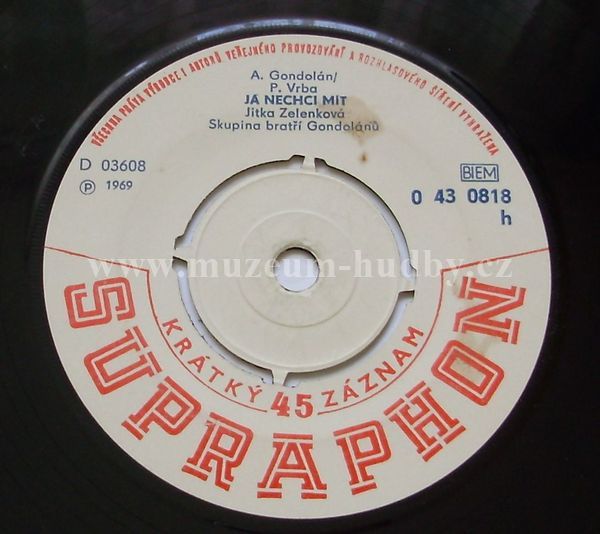 VŠECHNA PRÁVA VÝROBCE I AUTORŮ VEŘEJNÉHO PROVOZOVÁNÍ A ROZHLASOVÉHO ŠÍŘENÍ VYHRAŽENA
A. Gondolán/
P. Vrba
JÁ NECHCI MÍT
Jitka Zelenková
Skupina bratří Gondolánů
D 03608
Ⓟ 1969
BIEM
0 43 0818
h
www.muzeum-hudby.cz
KRÁTKÝ 45 ZÁZNAM
SUPRAPHON